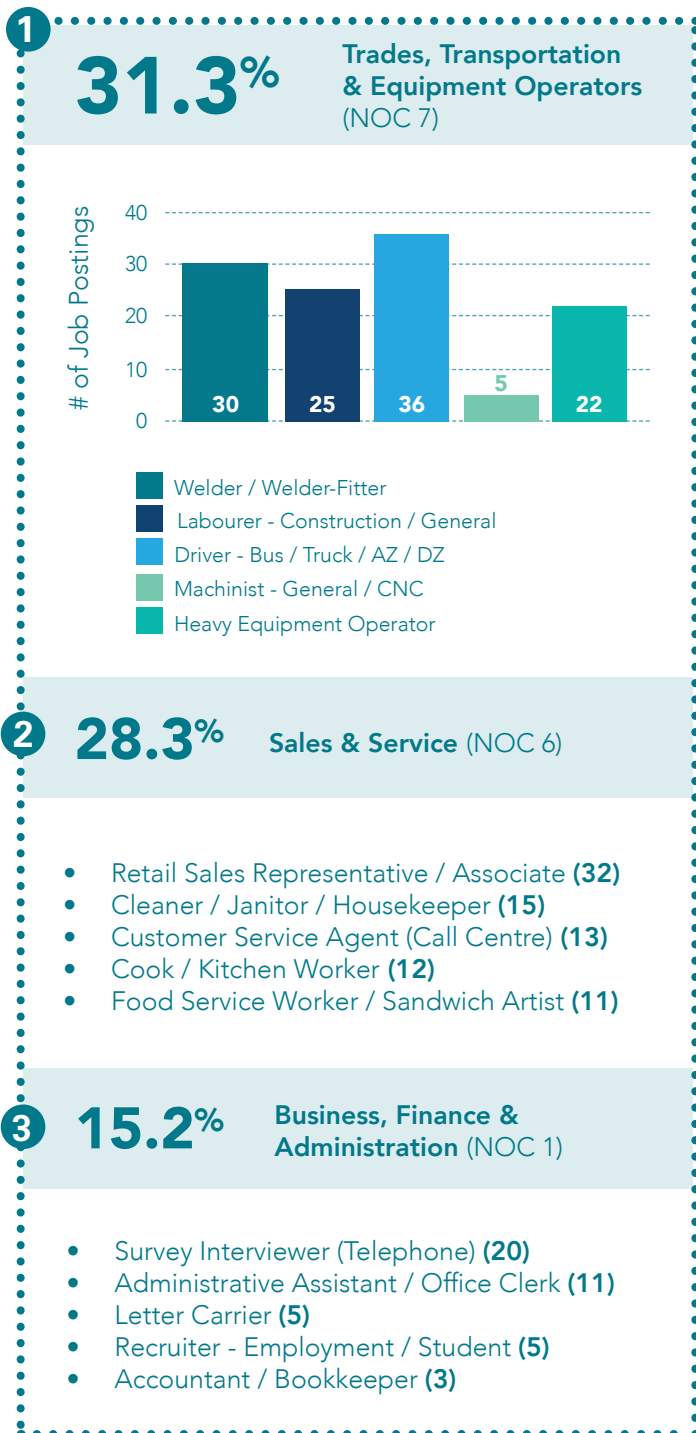 1
31.3%
Trades, Transportation
& Equipment Operators
(NOC 7)
# of Job Postings
40
30
20
10
0
30
25
36
5
22
Welder / Welder-Fitter
Labourer - Construction / General
Driver - Bus / Truck / AZ / DZ
Machinist - General / CNC
Heavy Equipment Operator
2
28.3%
Sales & Service (NOC 6)
• Retail Sales Representative / Associate (32)
• Cleaner / Janitor / Housekeeper (15)
• Customer Service Agent (Call Centre) (13)
• Cook / Kitchen Worker (12)
• Food Service Worker / Sandwich Artist (11)
3
15.2%
Business, Finance &
Administration (NOC 1)
• Survey Interviewer (Telephone) (20)
• Administrative Assistant / Office Clerk (11)
• Letter Carrier (5)
• Recruiter - Employment / Student (5)
• Accountant / Bookkeeper (3)